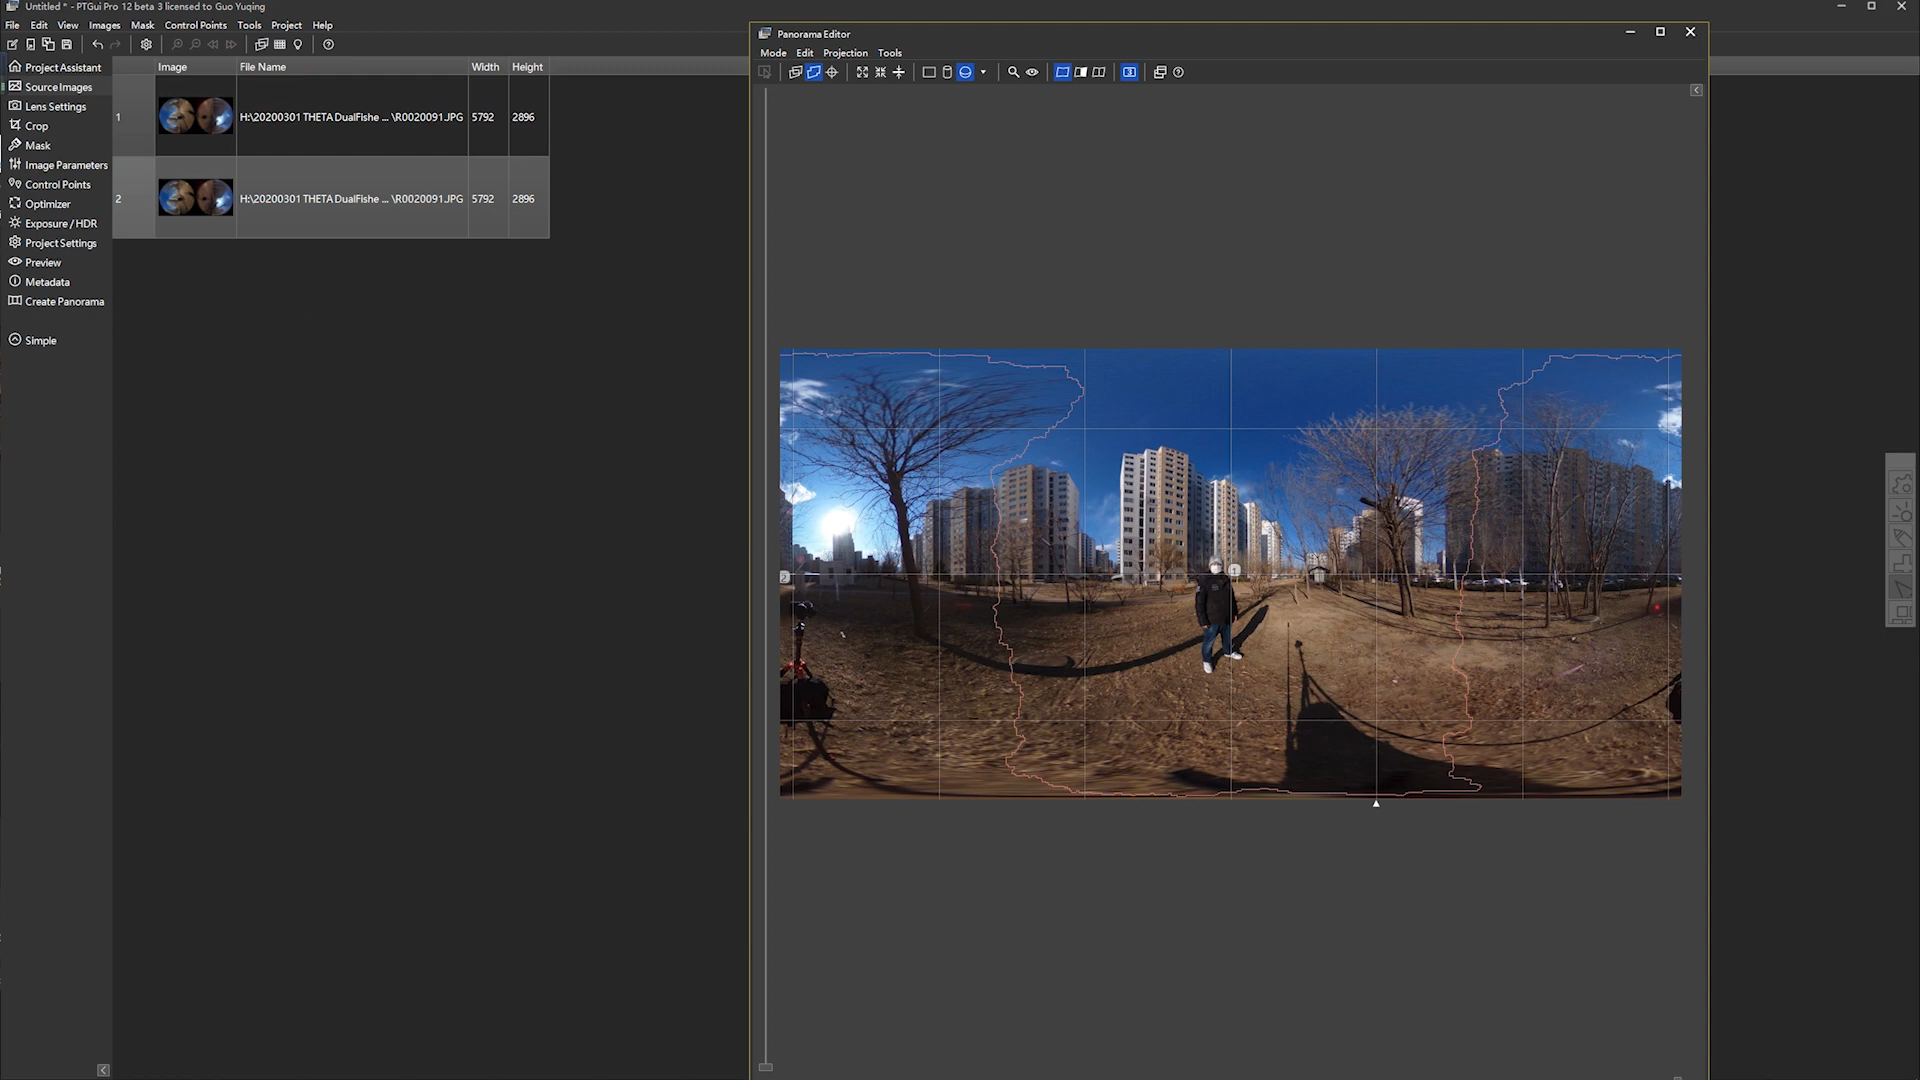 Untitled * - PTGui Pro 12 beta 3 licensed to Guo Yuqing
File Edit View Images Mask Control Points Tools Project Help
Project Assistant
Source Images
Lens Settings
Crop
Mask
Image Parameters
Control Points
Optimizer
Exposure / HDR
Project Settings
Preview
Metadata
Create Panorama
Simple
Image File Name Width Height
1 H:\20200301 THETA DualFishe ... \R0020091.JPG 5792 2896
2 H:\20200301 THETA DualFishe ... \R0020091.JPG 5792 2896
Panorama Editor
Mode Edit Projection Tools
2
1